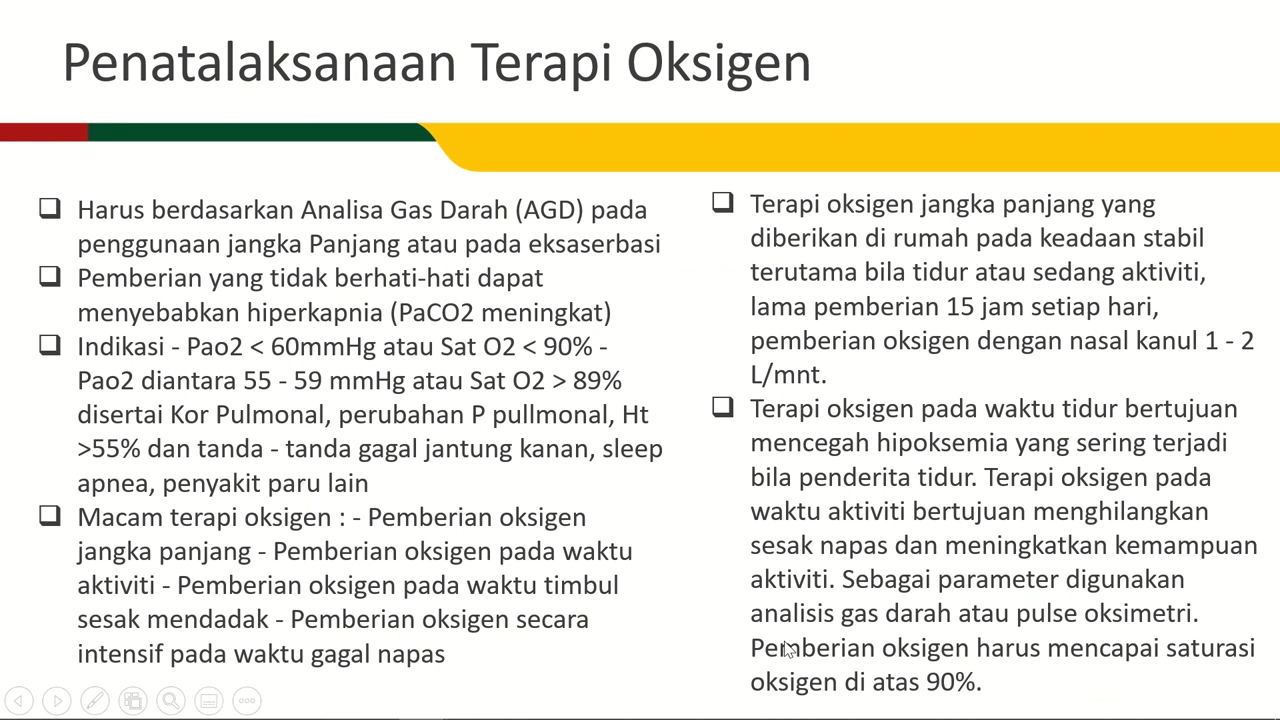 Penatalaksanaan Terapi Oksigen
Harus berdasarkan Analisa Gas Darah (AGD) pada
penggunaan jangka Panjang atau pada eksaserbasi
Pemberian yang tidak berhati-hati dapat
menyebabkan hiperkapnia (PaCO2 meningkat)
Indikasi - Pao2 < 60mmHg atau Sat O2 < 90% -
Pao2 diantara 55 - 59 mmHg atau Sat O2 > 89%
disertai Kor Pulmonal, perubahan P pullmonal, Ht
>55% dan tanda - tanda gagal jantung kanan, sleep
apnea, penyakit paru lain
Macam terapi oksigen : - Pemberian oksigen
jangka panjang - Pemberian oksigen pada waktu
aktiviti - Pemberian oksigen pada waktu timbul
sesak mendadak - Pemberian oksigen secara
intensif pada waktu gagal napas
Terapi oksigen jangka panjang yang
diberikan di rumah pada keadaan stabil
terutama bila tidur atau sedang aktiviti,
lama pemberian 15 jam setiap hari,
pemberian oksigen dengan nasal kanul 1 - 2
L/mnt.
Terapi oksigen pada waktu tidur bertujuan
mencegah hipoksemia yang sering terjadi
bila penderita tidur. Terapi oksigen pada
waktu aktiviti bertujuan menghilangkan
sesak napas dan meningkatkan kemampuan
aktiviti. Sebagai parameter digunakan
analisis gas darah atau pulse oksimetri.
Pemberian oksigen harus mencapai saturasi
oksigen di atas 90%.